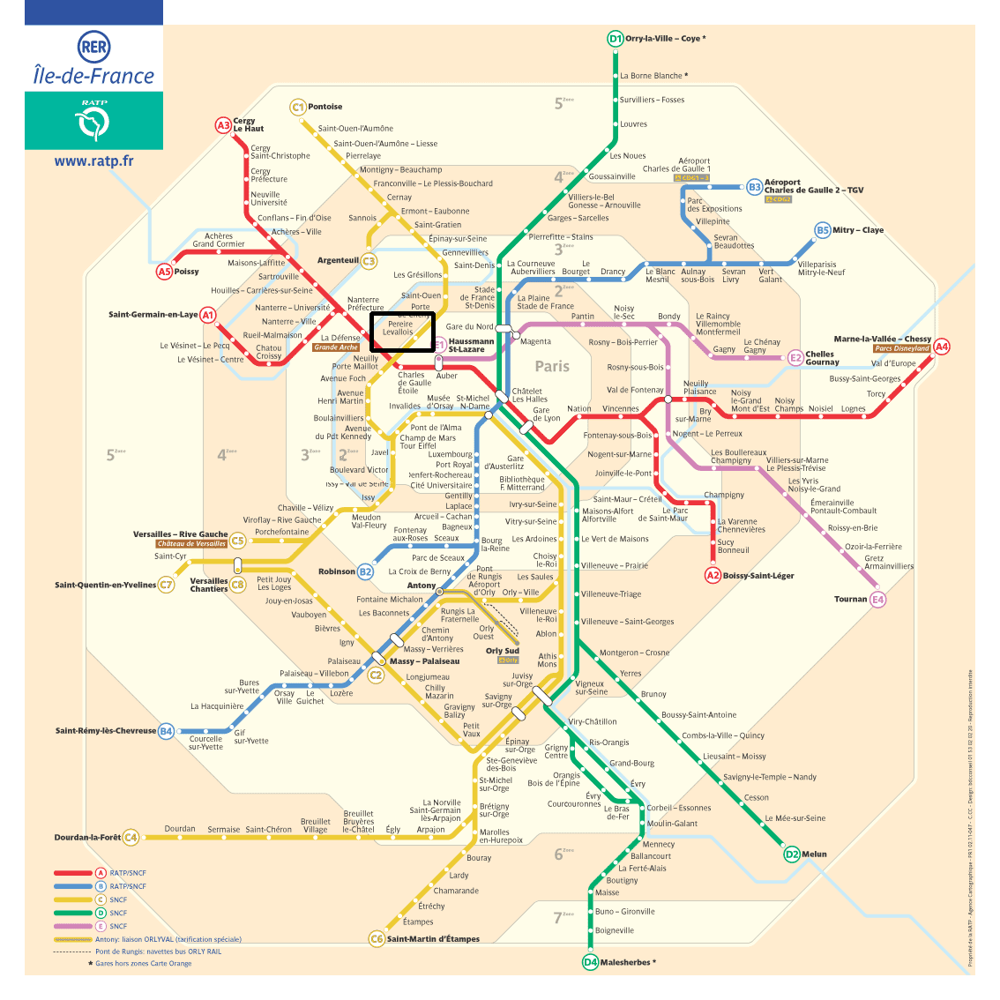 RER
Île-de-France
RATP
www.ratp.fr
D1 Orry-la-Ville – Coye *
La Borne Blanche *
Survilliers – Fosses
Louvres
Les Noues
Goussainville
Villiers-le-Bel
Gonesse – Arnouville
Garges – Sarcelles
Pierrefitte – Stains
Saint-Denis
Stade
de France
St-Denis
Gare du Nord
5 Zone
4 Zone
3 Zone
2 Zone
C1 Pontoise
Saint-Ouen-l'Aumône
Saint-Ouen-l'Aumône – Liesse
Pierrelaye
Montigny – Beauchamp
Franconville – Le Plessis-Bouchard
Cernay
Ermont – Eaubonne
Sannois
Saint-Gratien
Argenteuil C3
Épinay-sur-Seine
Gennevilliers
Les Grésillons
Saint-Ouen
Porte
de Clichy
Pereire
Levallois
A3 Cergy
Le Haut
Cergy
Saint-Christophe
Cergy
Préfecture
Neuville
Université
Conflans – Fin d'Oise
Achères – Ville
Achères
Grand Cormier
A5 Poissy
Maisons-Laffitte
Sartrouville
Houilles – Carrières-sur-Seine
Nanterre – Université
Nanterre
Préfecture
Saint-Germain-en-Laye A1
Nanterre – Ville
Rueil-Malmaison
Le Vésinet – Le Pecq
Le Vésinet – Centre
Chatou
Croissy
La Défense
Grande Arche
Neuilly
Porte Maillot
Avenue Foch
Avenue
Henri Martin
Boulainvilliers
Avenue
du Pdt Kennedy
Charles
de Gaulle
Étoile
Auber
E1 Haussmann
St-Lazare
Magenta
Paris
Aéroport
Charles de Gaulle 1
CDG1 – 3
B3 Aéroport
Charles de Gaulle 2 – TGV
CDG2
Parc
des Expositions
Villepinte
Sevran
Beaudottes
B5 Mitry – Claye
Villeparisis
Mitry-le-Neuf
Vert
Galant
Sevran
Livry
Aulnay
sous-Bois
Le Blanc
Mesnil
Drancy
Le
Bourget
La Courneuve
Aubervilliers
La Plaine
Stade de France
Pantin
Noisy
le-Sec
Bondy
Le Raincy
Villemomble
Montfermeil
Gagny
Le Chénay
Gagny
E2 Chelles
Gournay
Rosny – Bois-Perrier
Rosny-sous-Bois
Val de Fontenay
Marne-la-Vallée – Chessy A4
Parcs Disneyland
Val d'Europe
Bussy-Saint-Georges
Torcy
Lognes
Noisiel
Noisy
Champs
Noisy
le-Grand
Mont d'Est
Neuilly
Plaisance
Bry
sur-Marne
Nogent – Le Perreux
Les Boullereaux
Champigny
Villiers-sur-Marne
Le Plessis-Trévise
Les Yvris
Noisy-le-Grand
Émerainville
Pontault-Combault
Roissy-en-Brie
Ozoir-la-Ferrière
Gretz
Armainvilliers
Tournan E4
Châtelet
Les Halles
Gare
de Lyon
Nation
Vincennes
Fontenay-sous-Bois
Nogent-sur-Marne
Joinville-le-Pont
Saint-Maur – Créteil
Le Parc
de Saint-Maur
Champigny
La Varenne
Chennevières
Sucy
Bonneuil
A2 Boissy-Saint-Léger
5 Zone
4 Zone
3 Zone
2 Zone
Invalides
Musée
d'Orsay
St-Michel
N-Dame
Pont de l'Alma
Champ de Mars
Tour Eiffel
Javel
Boulevard Victor
Issy – Val de Seine
Issy
Meudon
Val-Fleury
Chaville – Vélizy
Viroflay – Rive Gauche
Porchefontaine
Versailles – Rive Gauche C5
Château de Versailles
Saint-Cyr
Saint-Quentin-en-Yvelines C7
Versailles
Chantiers C8
Petit Jouy
Les Loges
Jouy-en-Josas
Vauboyen
Bièvres
Igny
Luxembourg
Port Royal
enfert-Rochereau
Cité Universitaire
Gentilly
Laplace
Arcueil – Cachan
Bagneux
Bourg
la-Reine
Fontenay
aux-Roses
Sceaux
Robinson B2
Parc de Sceaux
La Croix de Berny
Antony
Fontaine Michalon
Les Baconnets
Massy – Verrières
Massy – Palaiseau
C2
Palaiseau
Palaiseau – Villebon
Lozère
Le
Guichet
Orsay
Ville
Bures
sur-Yvette
La Hacquinière
Gif
sur-Yvette
Courcelle
sur-Yvette
Saint-Rémy-lès-Chevreuse B4
Gare
d'Austerlitz
Bibliothèque
F. Mitterrand
Ivry-sur-Seine
Vitry-sur-Seine
Les Ardoines
Choisy
le-Roi
Les Saules
Orly – Ville
Pont
de Rungis
Aéroport
d'Orly
Rungis La
Fraternelle
Chemin
d'Antony
Orly
Ouest
Orly Sud
Orly
Villeneuve
le-Roi
Ablon
Athis
Mons
Juvisy
sur-Orge
Savigny
sur-Orge
Maisons-Alfort
Alfortville
Le Vert de Maisons
Villeneuve – Prairie
Villeneuve-Triage
Villeneuve – Saint-Georges
Montgeron – Crosne
Yerres
Brunoy
Boussy-Saint-Antoine
Combs-la-Ville – Quincy
Lieusaint – Moissy
Savigny-le-Temple – Nandy
Cesson
Le Mée-sur-Seine
D2 Melun
Vigneux
sur-Seine
Viry-Châtillon
Ris-Orangis
Grand-Bourg
Évry
Grigny
Centre
Orangis
Bois de l'Épine
Évry
Courcouronnes
Le Bras
de-Fer
Corbeil – Essonnes
Moulin-Galant
Mennecy
Ballancourt
La Ferté-Alais
Boutigny
Maisse
Buno – Gironville
Boigneville
D4 Malesherbes *
6 Zone
7 Zone
Longjumeau
Chilly
Mazarin
Gravigny
Balizy
Petit
Vaux
Épinay
sur-Orge
Ste-Geneviève
des-Bois
St-Michel
sur-Orge
Brétigny
sur-Orge
Marolles
en-Hurepoix
Bouray
Lardy
Chamarande
Étréchy
Étampes
C6 Saint-Martin d'Étampes
La Norville
Saint-Germain
lès-Arpajon
Arpajon
Égly
Breuillet
Bruyères
le-Châtel
Breuillet
Village
Saint-Chéron
Sermaise
Dourdan
Dourdan-la-Forêt C4
A RATP/SNCF
B RATP/SNCF
C SNCF
D SNCF
E SNCF
Antony: liaison ORLYVAL (tarification spéciale)
Pont de Rungis: navettes bus ORLY RAIL
* Gares hors zones Carte Orange